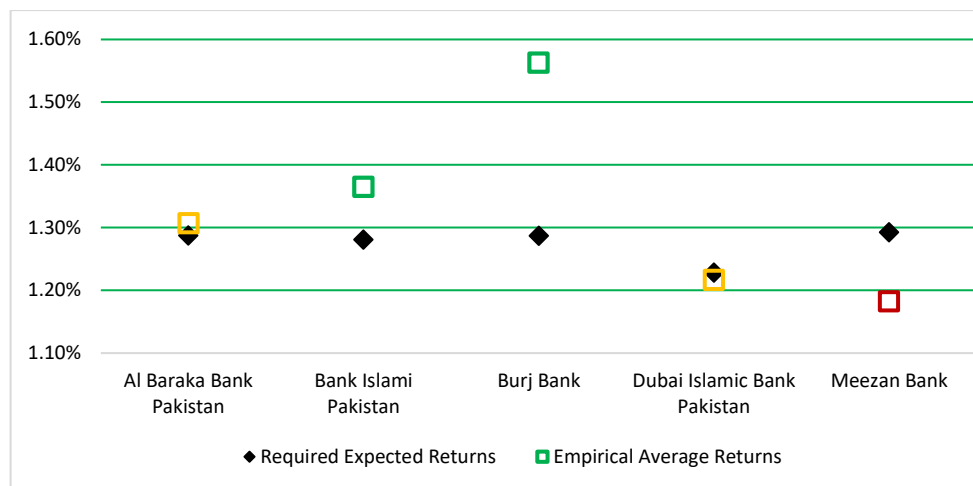 1.60%
1.50%
1.40%
1.30%
1.20%
1.10%
Al Baraka Bank
Pakistan
Bank Islami
Pakistan
Burj Bank
Dubai Islamic Bank
Pakistan
Meezan Bank
Required Expected Returns
Empirical Average Returns